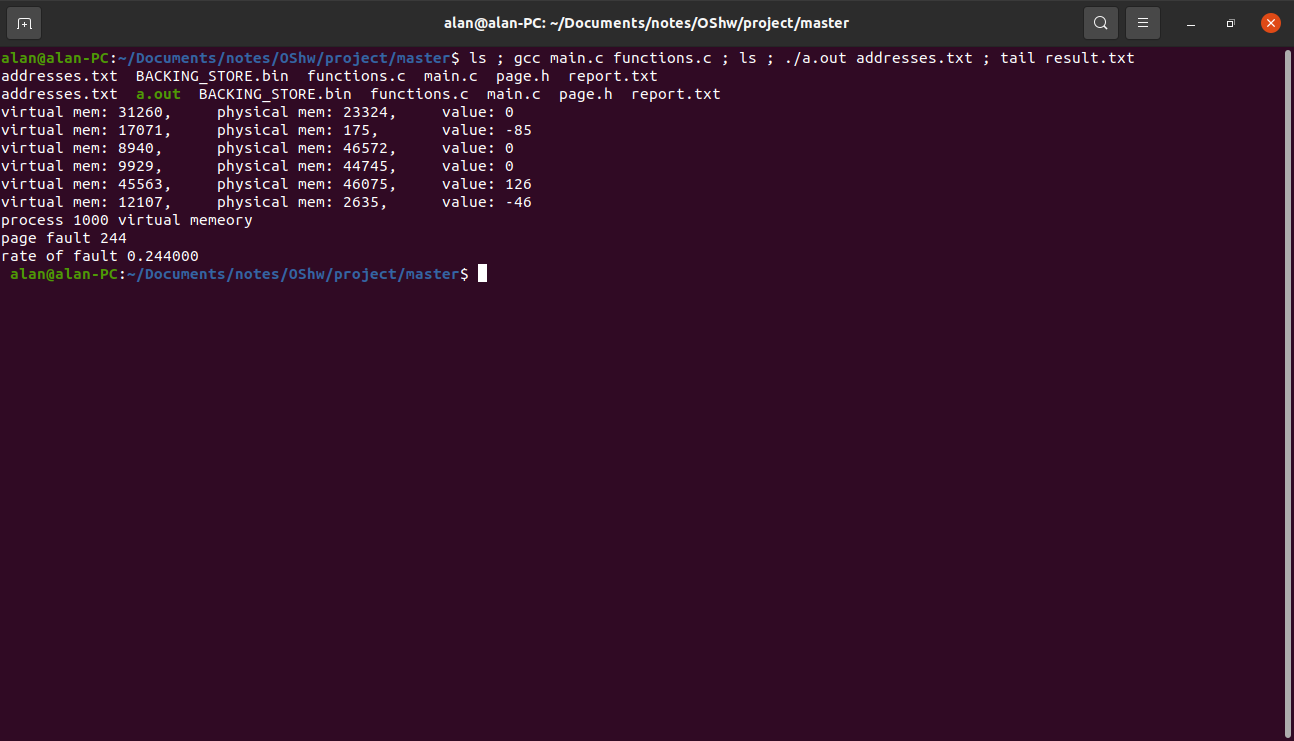 alan@alan-PC: ~/Documents/notes/OShw/project/master
alan@alan-PC:~/Documents/notes/OShw/project/master$ ls ; gcc main.c functions.c ; ls ; ./a.out addresses.txt ; tail result.txt
addresses.txt  BACKING_STORE.bin  functions.c  main.c  page.h  report.txt
addresses.txt  a.out  BACKING_STORE.bin  functions.c  main.c  page.h  report.txt
virtual mem: 31260,     physical mem: 23324,     value: 0
virtual mem: 17071,     physical mem: 175,       value: -85
virtual mem: 8940,      physical mem: 46572,     value: 0
virtual mem: 9929,      physical mem: 44745,     value: 0
virtual mem: 45563,     physical mem: 46075,     value: 126
virtual mem: 12107,     physical mem: 2635,      value: -46
process 1000 virtual memeory
page fault 244
rate of fault 0.244000
 alan@alan-PC:~/Documents/notes/OShw/project/master$